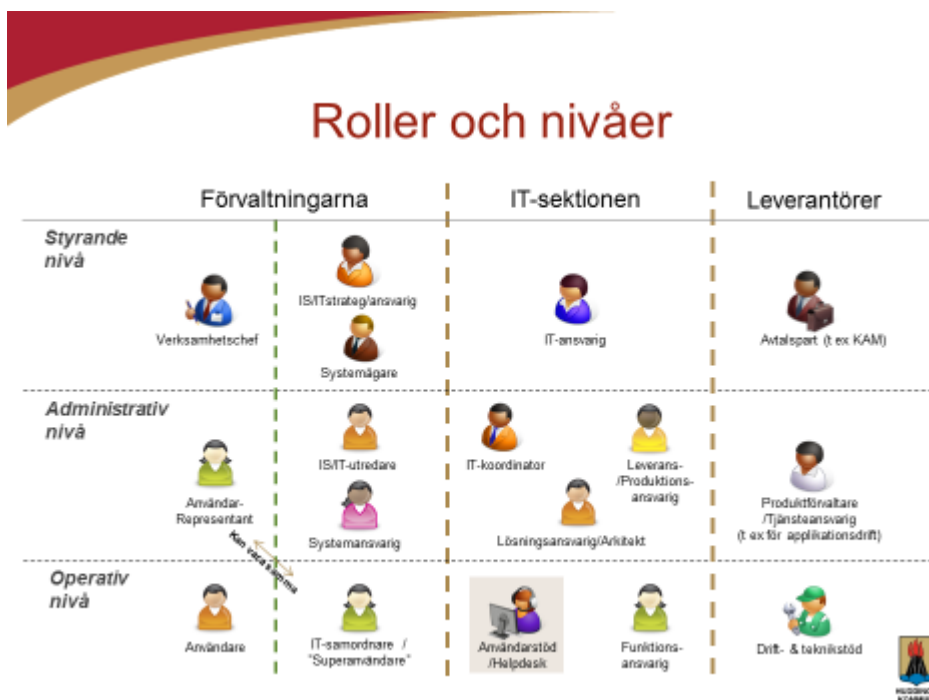 Roller och nivåer
Förvaltningarna
IT-sektionen
Leverantörer
Styrande
nivå
Verksamhetschef
IS/ITstrateg/ansvarig
Systemägare
IT-ansvarig
Avtalspart (t ex KAM)
Administrativ
nivå
Användar-
Representant
IS/IT-utredare
Systemansvarig
IT-koordinator
Leverans-
/Produktions-
ansvarig
Lösningsansvarig/Arkitekt
Produktförvaltare
/Tjänsteansvarig
(t ex för applikationsdrift)
Kan vara samma
Operativ
nivå
Användare
IT-samordnare /
"Superanvändare"
Användarstöd
/Helpdesk
Funktions-
ansvarig
Drift- & teknikstöd